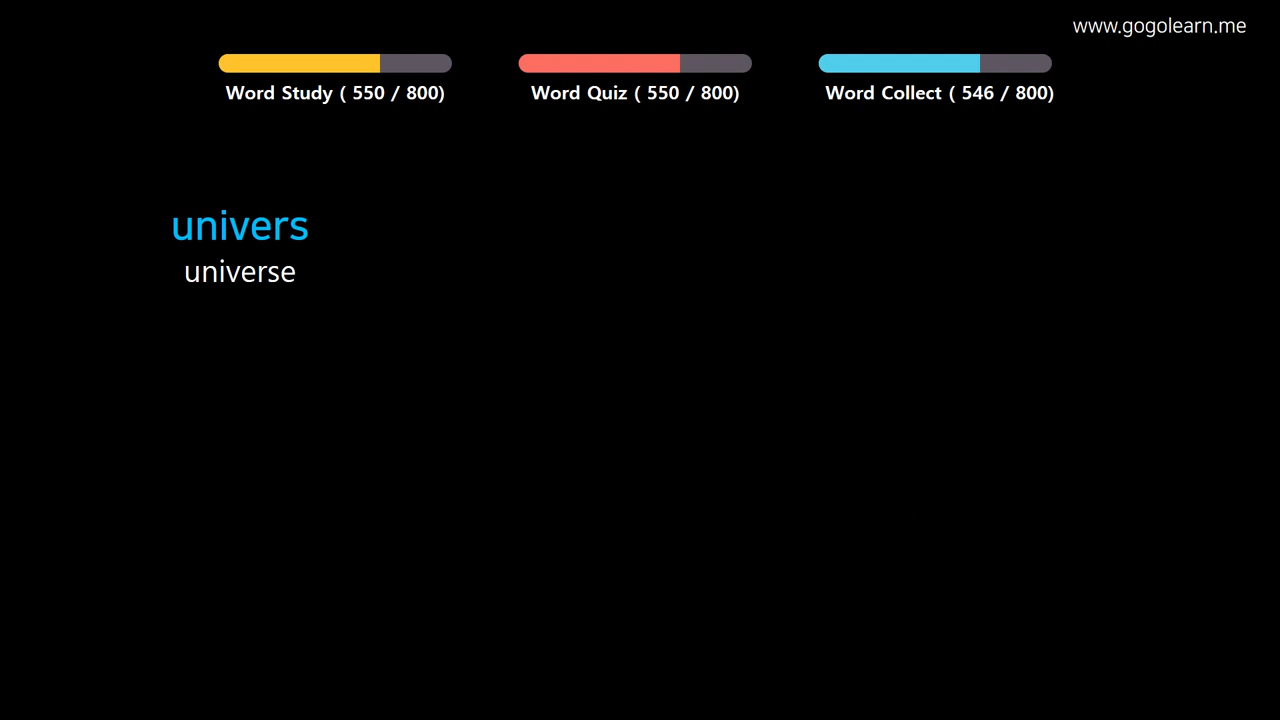 www.gogolearn.me
Word Study ( 550 / 800)
Word Quiz ( 550 / 800)
Word Collect ( 546 / 800)
univers
universe